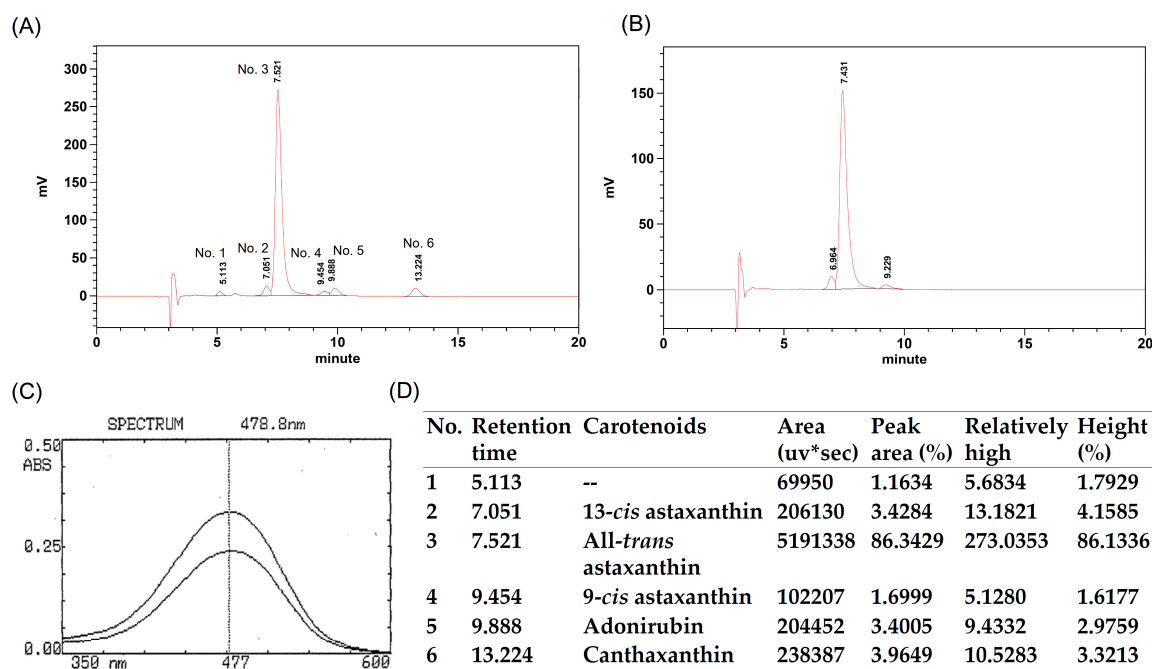 (A)
300
250
200
150
100
50
0
mV
No. 1
5.113
No. 2
7.051
No. 3
7.521
No. 4
9.454
9.888
No. 5
No. 6
13.224
0 5 10 15 20
minute
(B)
150
100
50
0
mV
6.964
7.431
9.229
0 5 10 15 20
minute
(C)
SPECTRUM 478.8nm
0.50
ABS
0.25
0.00
350 nm 477 600
(D)
No. Retention time Carotenoids Area (uv*sec) Peak area (%) Relatively high Height (%)
1 5.113 -- 69950 1.1634 5.6834 1.7929
2 7.051 13-cis astaxanthin 206130 3.4284 13.1821 4.1585
3 7.521 All-trans astaxanthin 5191338 86.3429 273.0353 86.1336
4 9.454 9-cis astaxanthin 102207 1.6999 5.1280 1.6177
5 9.888 Adonirubin 204452 3.4005 9.4332 2.9759
6 13.224 Canthaxanthin 238387 3.9649 10.5283 3.3213